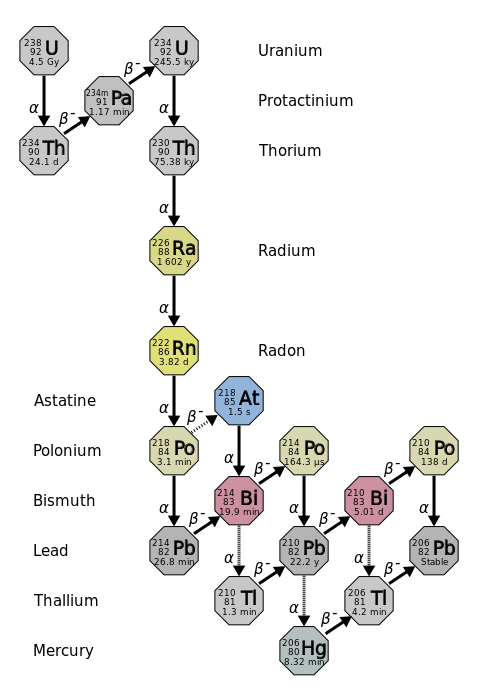 238
92 U
4.5 Gy
β⁻
234
92 U
245.5 ky
Uranium
α
234m
91 Pa
1.17 min
α
Protactinium
β⁻
234
90 Th
24.1 d
230
90 Th
75.38 ky
Thorium
α
226
88 Ra
1 602 y
Radium
α
222
86 Rn
3.82 d
Radon
α
β⁻
218
85 At
1.5 s
Astatine
218
84 Po
3.1 min
α
β⁻
214
84 Po
164.3 µs
β⁻
210
84 Po
138 d
Polonium
α
β⁻
214
83 Bi
19.9 min
α
β⁻
210
83 Bi
5.01 d
α
Bismuth
214
82 Pb
26.8 min
α
β⁻
210
82 Pb
22.2 y
α
β⁻
206
82 Pb
Stable
Lead
210
81 Tl
1.3 min
α
β⁻
206
81 Tl
4.2 min
Thallium
206
80 Hg
8.32 min
Mercury